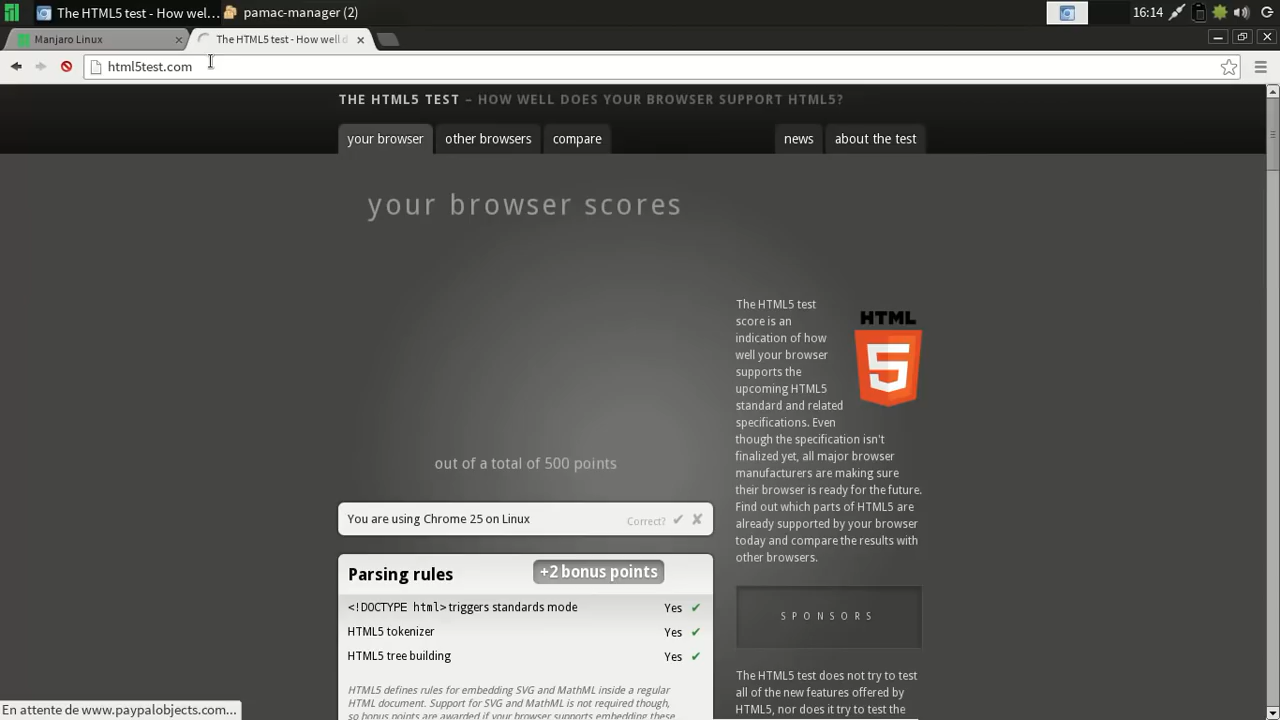 The HTML5 test - How wel... pamac-manager (2) 16:14
Manjaro Linux The HTML5 test - How well d
html5test.com
THE HTML5 TEST – HOW WELL DOES YOUR BROWSER SUPPORT HTML5?
your browser other browsers compare news about the test
your browser scores
The HTML5 test
score is an
indication of how
well your browser
supports the
upcoming HTML5
standard and related
specifications. Even
though the specification isn't
finalized yet, all major browser
manufacturers are making sure
their browser is ready for the future.
Find out which parts of HTML5 are
already supported by your browser
today and compare the results with
other browsers.
HTML
5
out of a total of 500 points
You are using Chrome 25 on Linux Correct? ✔ ✘
Parsing rules +2 bonus points
<!DOCTYPE html> triggers standards mode Yes ✔
HTML5 tokenizer Yes ✔
HTML5 tree building Yes ✔
HTML5 defines rules for embedding SVG and MathML inside a regular
HTML document. Support for SVG and MathML is not required though,
so bonus points are awarded if your browser supports embedding these
SPONSORS
The HTML5 test does not try to test
all of the new features offered by
HTML5, nor does it try to test the
En attente de www.paypalobjects.com...